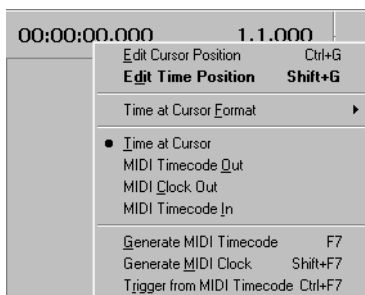 00:00:00.000 1.1.000
Edit Cursor Position Ctrl+G
Edit Time Position Shift+G
Time at Cursor Format
Time at Cursor
MIDI Timecode Out
MIDI Clock Out
MIDI Timecode In
Generate MIDI Timecode F7
Generate MIDI Clock Shift+F7
Trigger from MIDI Timecode Ctrl+F7